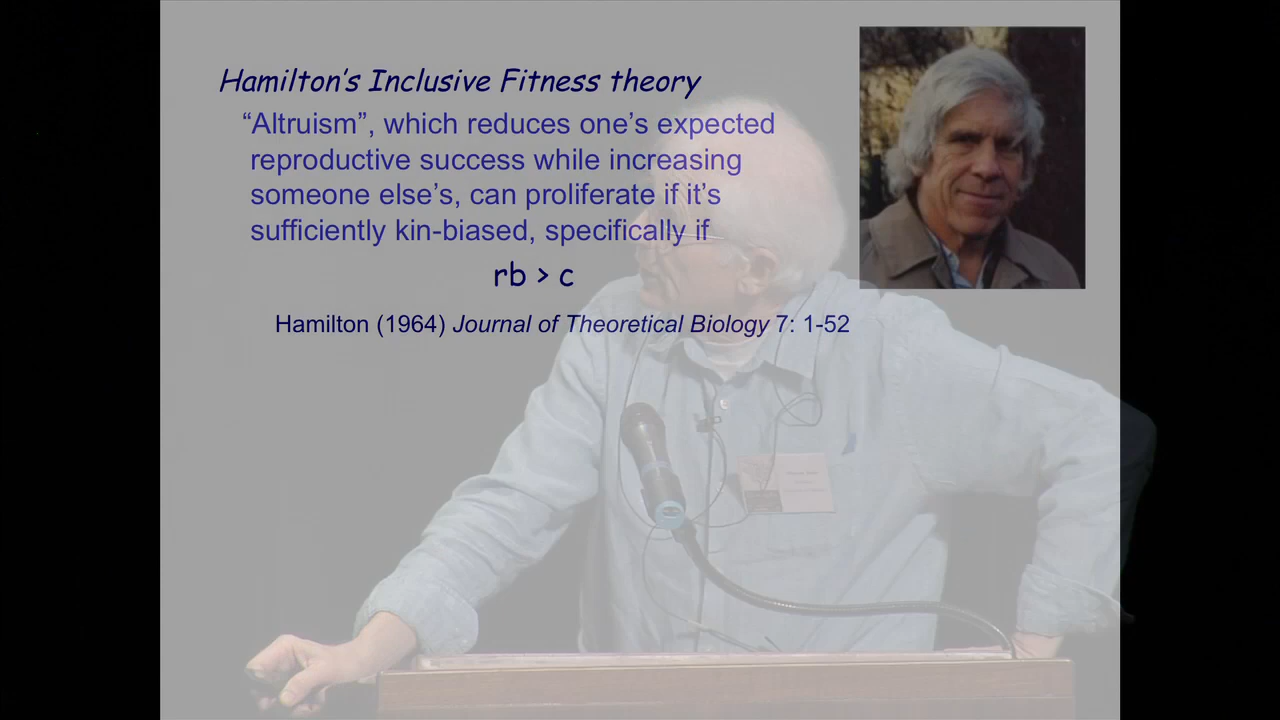 Hamilton's Inclusive Fitness theory
“Altruism”, which reduces one’s expected
reproductive success while increasing
someone else’s, can proliferate if it’s
sufficiently kin-biased, specifically if
rb > c
Hamilton (1964) Journal of Theoretical Biology 7: 1-52